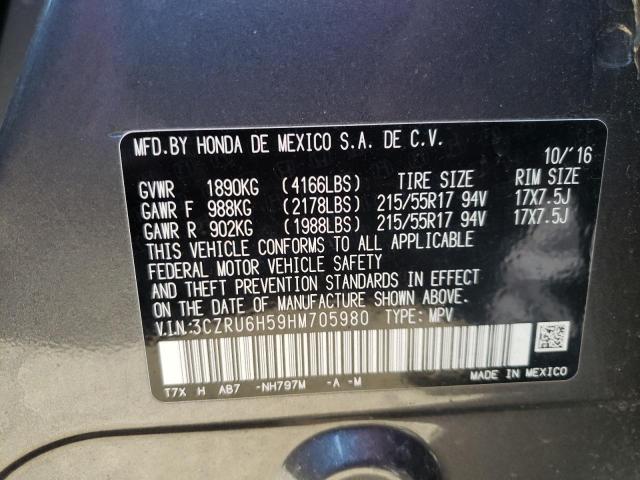 MFD.BY HONDA DE MEXICO S.A. DE C.V.
10/'16
GVWR 1890KG (4166LBS) TIRE SIZE RIM SIZE
GAWR F 988KG (2178LBS) 215/55R17 94V 17X7.5J
GAWR R 902KG (1988LBS) 215/55R17 94V 17X7.5J
THIS VEHICLE CONFORMS TO ALL APPLICABLE
FEDERAL MOTOR VEHICLE SAFETY
AND THEFT PREVENTION STANDARDS IN EFFECT
ON THE DATE OF MANUFACTURE SHOWN ABOVE.
V.I.N:3CZRU6H59HM705980 TYPE: MPV
T7X H AB7 -NH797M -A -M
MADE IN MEXICO